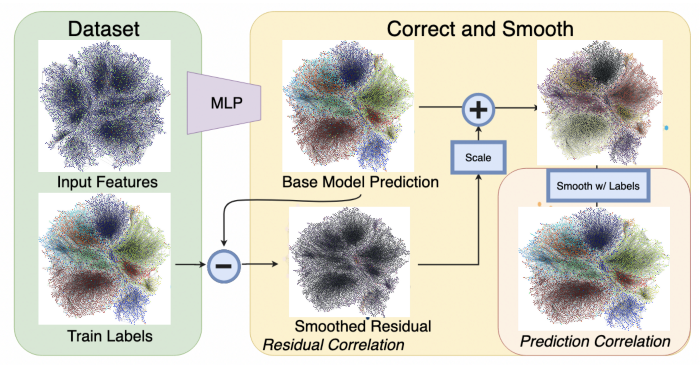 Dataset
Correct and Smooth
MLP
+
Scale
Input Features
Base Model Prediction
Smooth w/ Labels
−
Train Labels
Smoothed Residual
Residual Correlation
Prediction Correlation